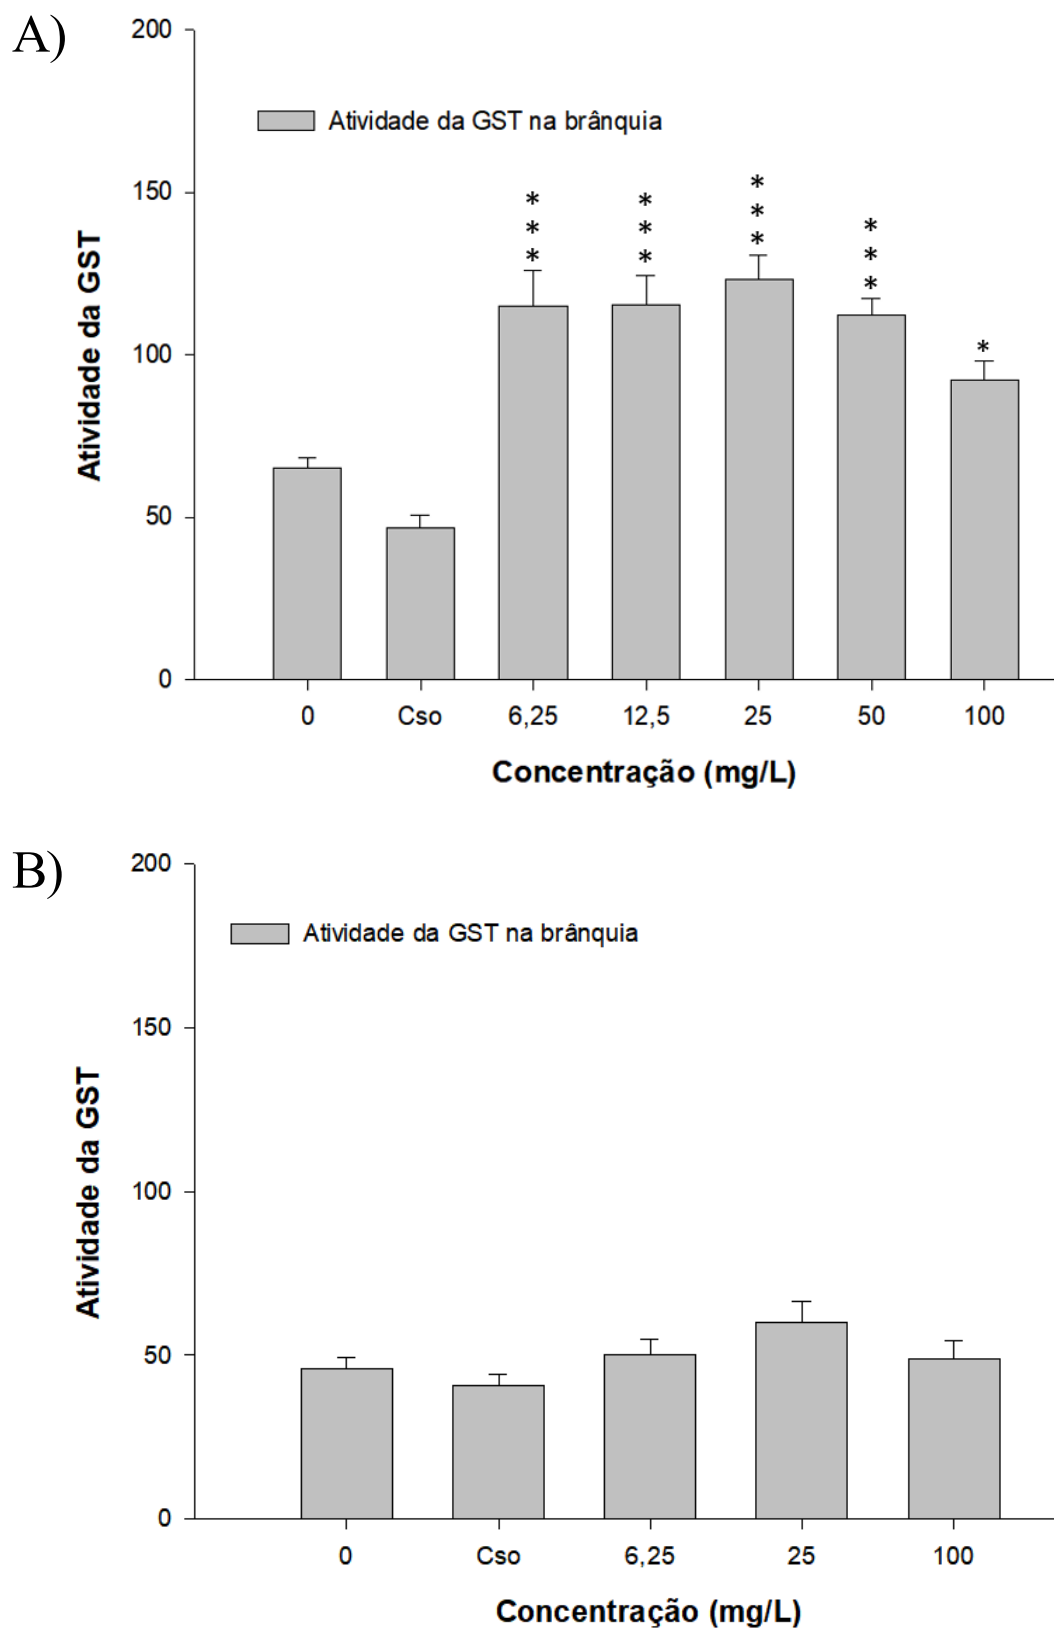 A)
200
Atividade da GST na brânquia
150
100
50
0
Atividade da GST
* * *
* * *
* * *
* * *
*
0 Cso 6,25 12,5 25 50 100
Concentração (mg/L)
B)
200
Atividade da GST na brânquia
150
100
50
0
Atividade da GST
0 Cso 6,25 25 100
Concentração (mg/L)